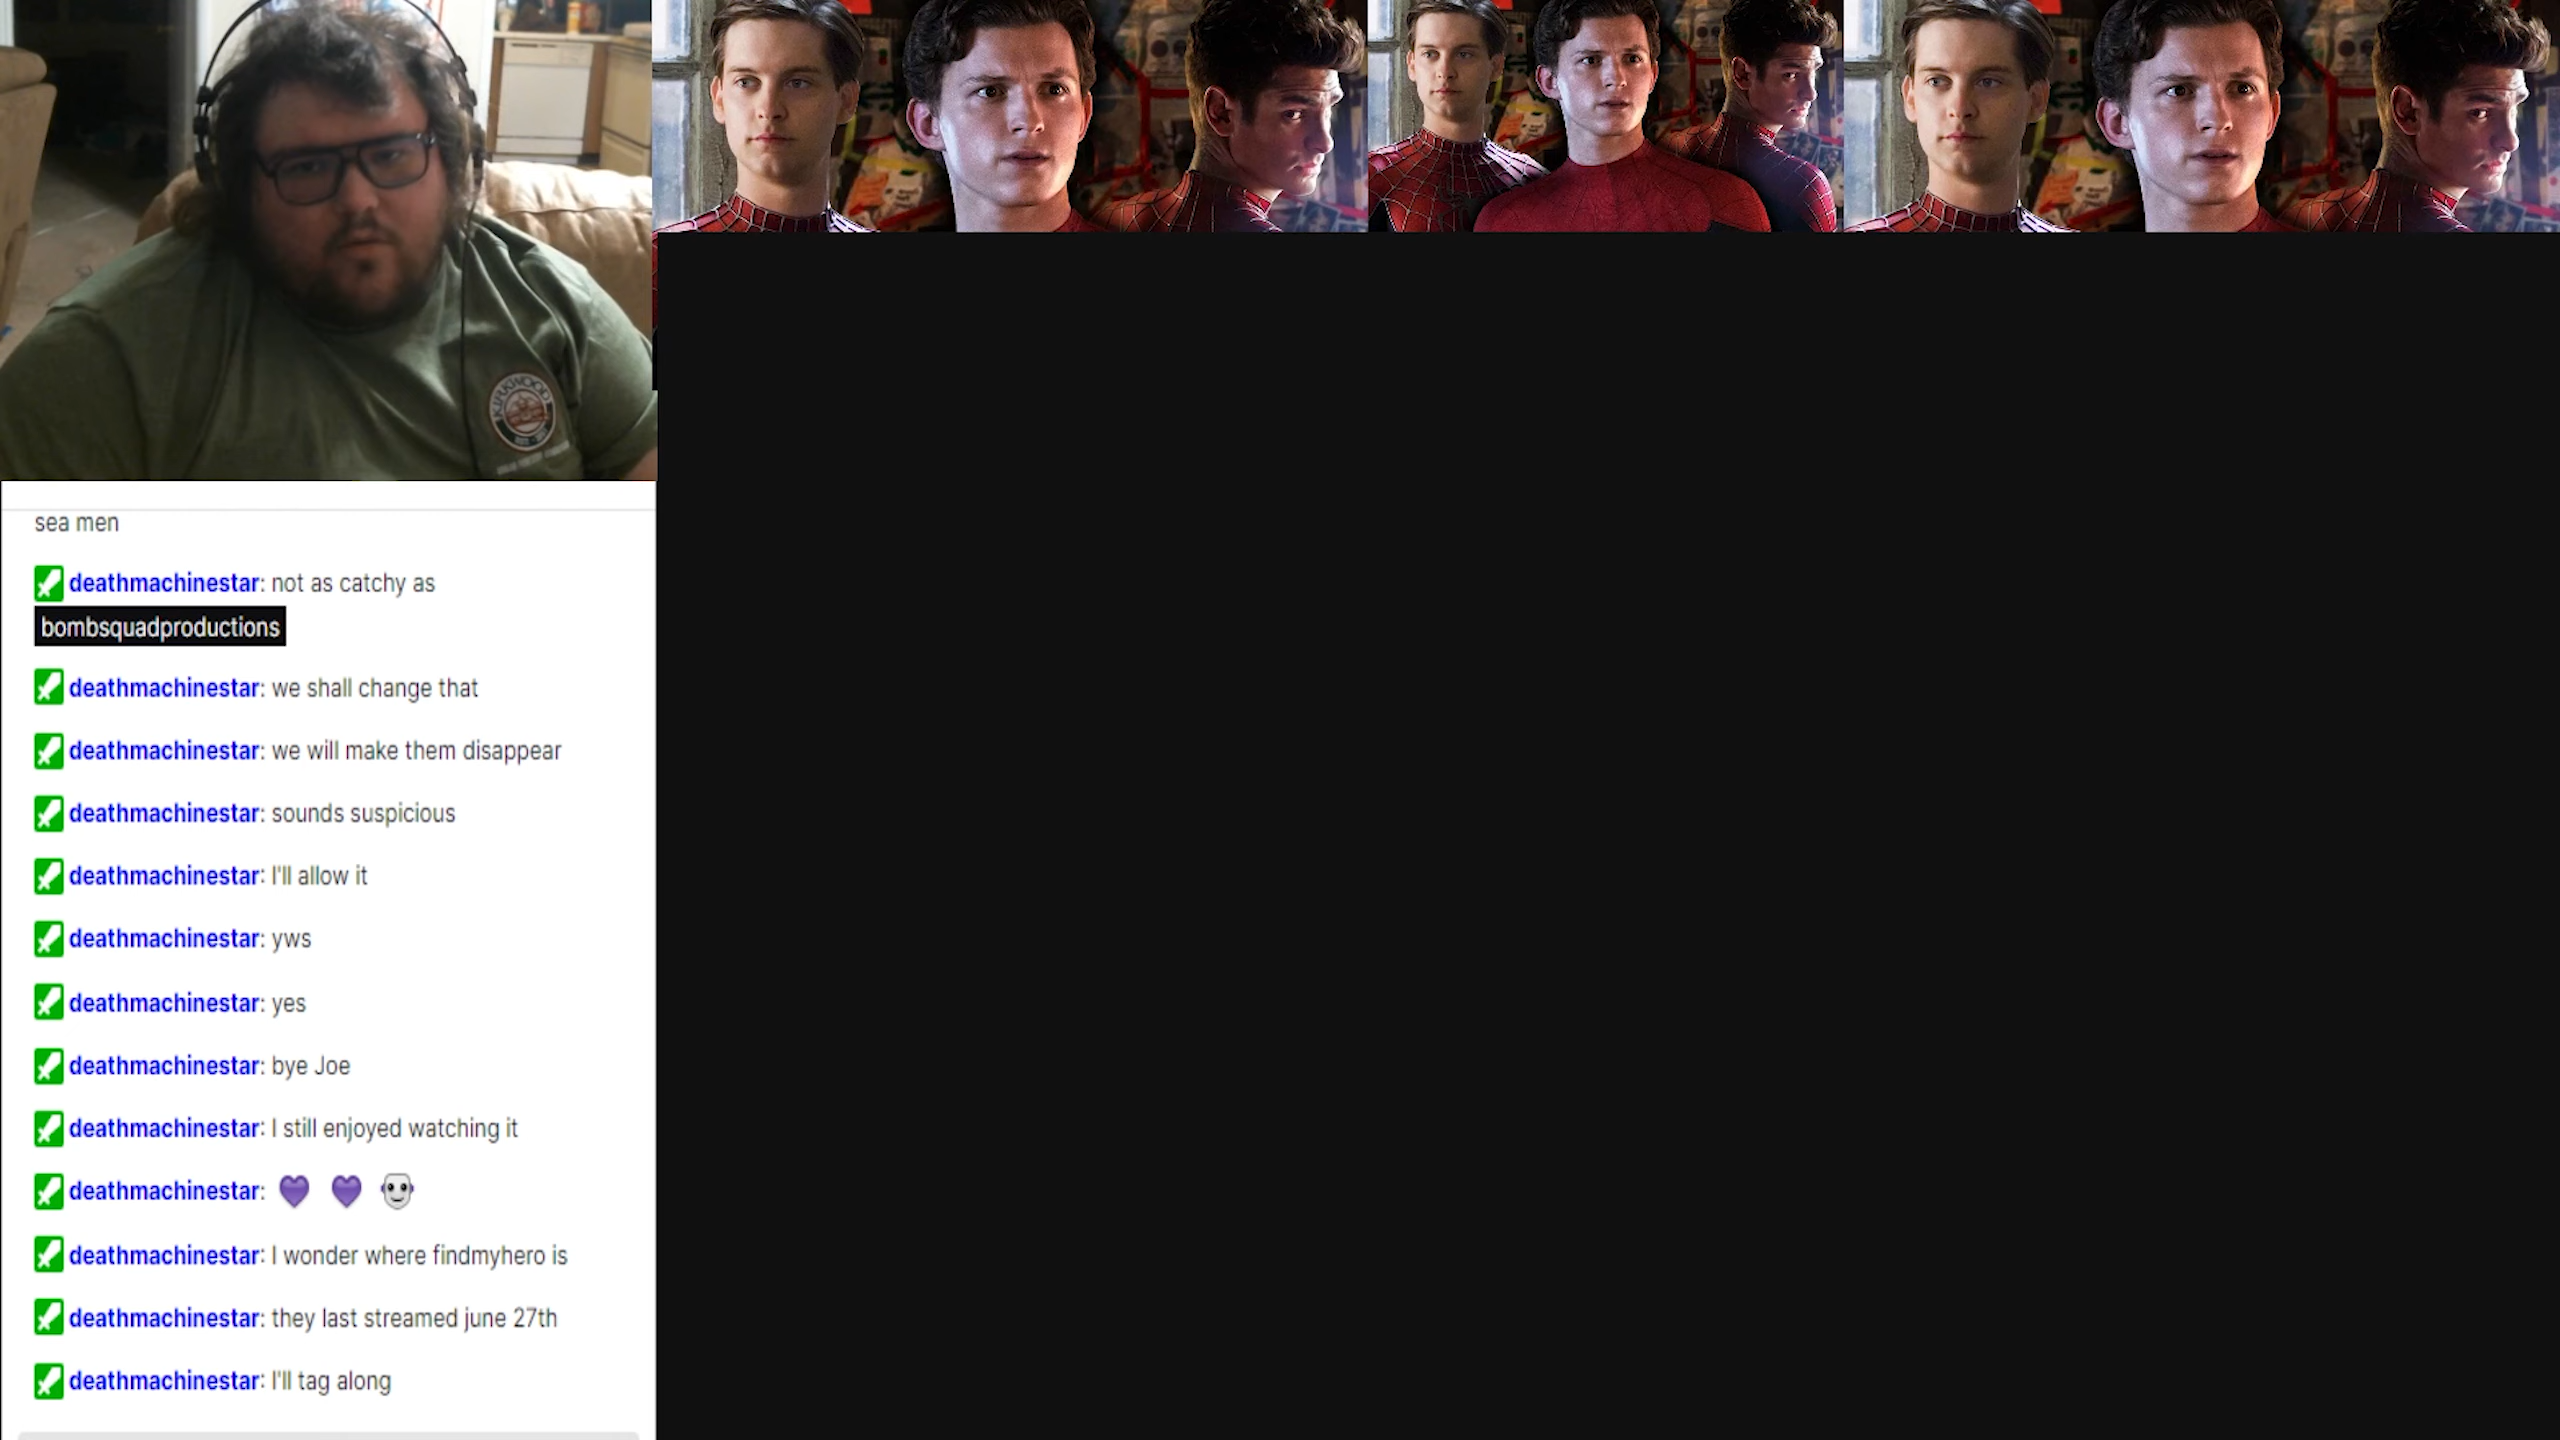 KIRKWOOD
sea men
deathmachinestar: not as catchy as
bombsquadproductions
deathmachinestar: we shall change that
deathmachinestar: we will make them disappear
deathmachinestar: sounds suspicious
deathmachinestar: I'll allow it
deathmachinestar: yws
deathmachinestar: yes
deathmachinestar: bye Joe
deathmachinestar: I still enjoyed watching it
deathmachinestar: 💜 💜 🤖
deathmachinestar: I wonder where findmyhero is
deathmachinestar: they last streamed june 27th
deathmachinestar: I'll tag along